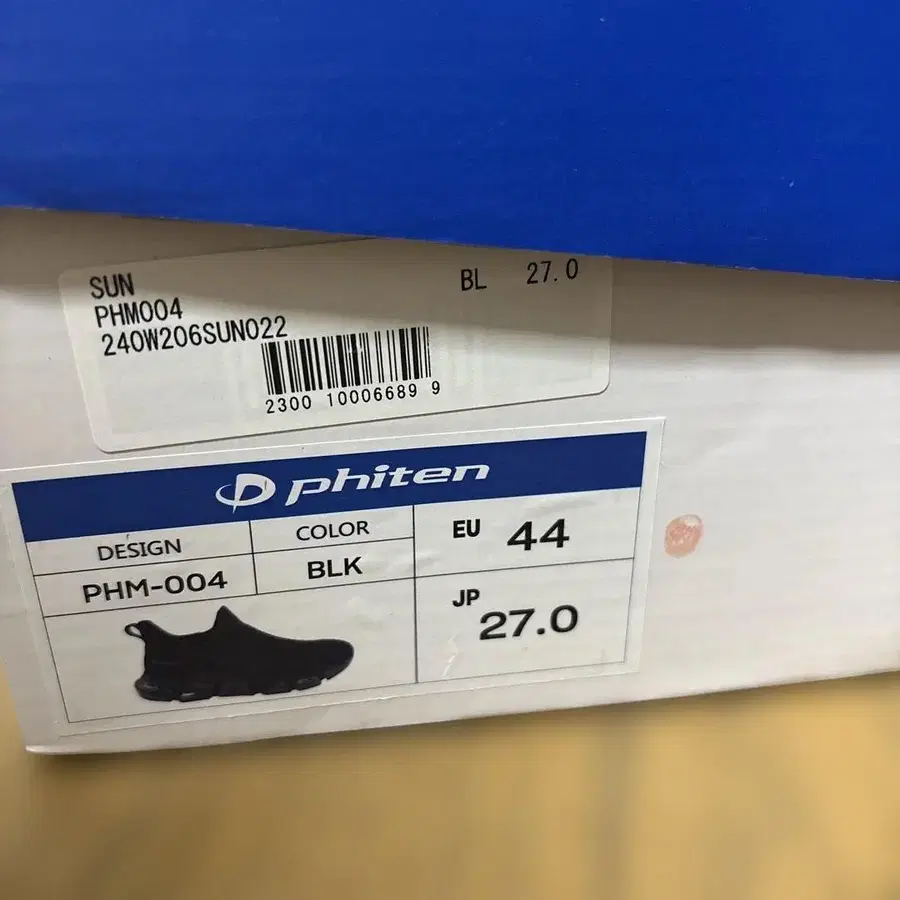 SUN BL 27.0
PHM004
240W206SUN022
2300 10006689 9
phiten
DESIGN COLOR EU 44
PHM-004 BLK
JP 27.0